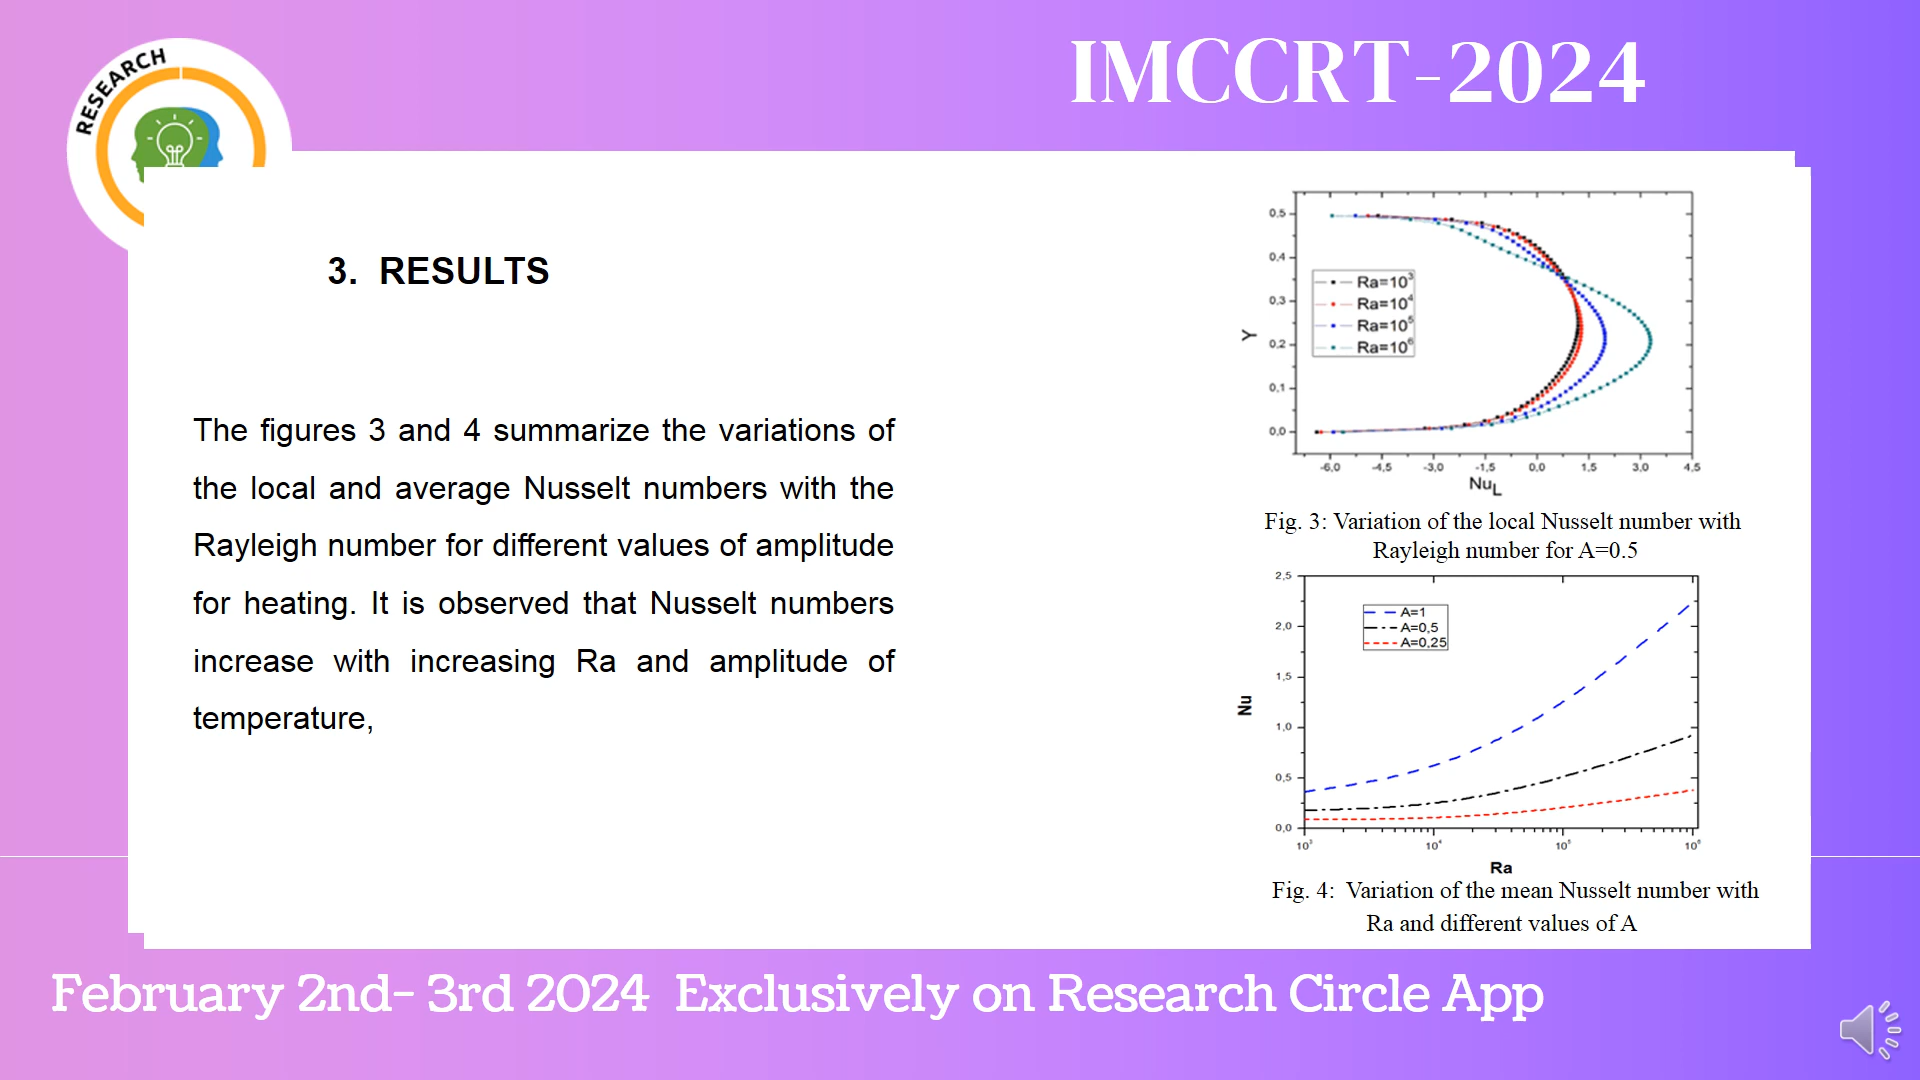 RESEARCH
IMCCRT-2024
3. RESULTS
The figures 3 and 4 summarize the variations of
the local and average Nusselt numbers with the
Rayleigh number for different values of amplitude
for heating. It is observed that Nusselt numbers
increase with increasing Ra and amplitude of
temperature,
0,5
0,4
0,3
0,2
0,1
0,0
Y
Ra=10³
Ra=10⁴
Ra=10⁵
Ra=10⁶
-6,0 -4,5 -3,0 -1,5 0,0 1,5 3,0 4,5
Nu_L
Fig. 3: Variation of the local Nusselt number with
Rayleigh number for A=0.5
2,5
2,0
1,5
1,0
0,5
0,0
Nu
A=1
A=0,5
A=0,25
10³ 10⁴ 10⁵ 10⁶
Ra
Fig. 4: Variation of the mean Nusselt number with
Ra and different values of A
February 2nd- 3rd 2024 Exclusively on Research Circle App